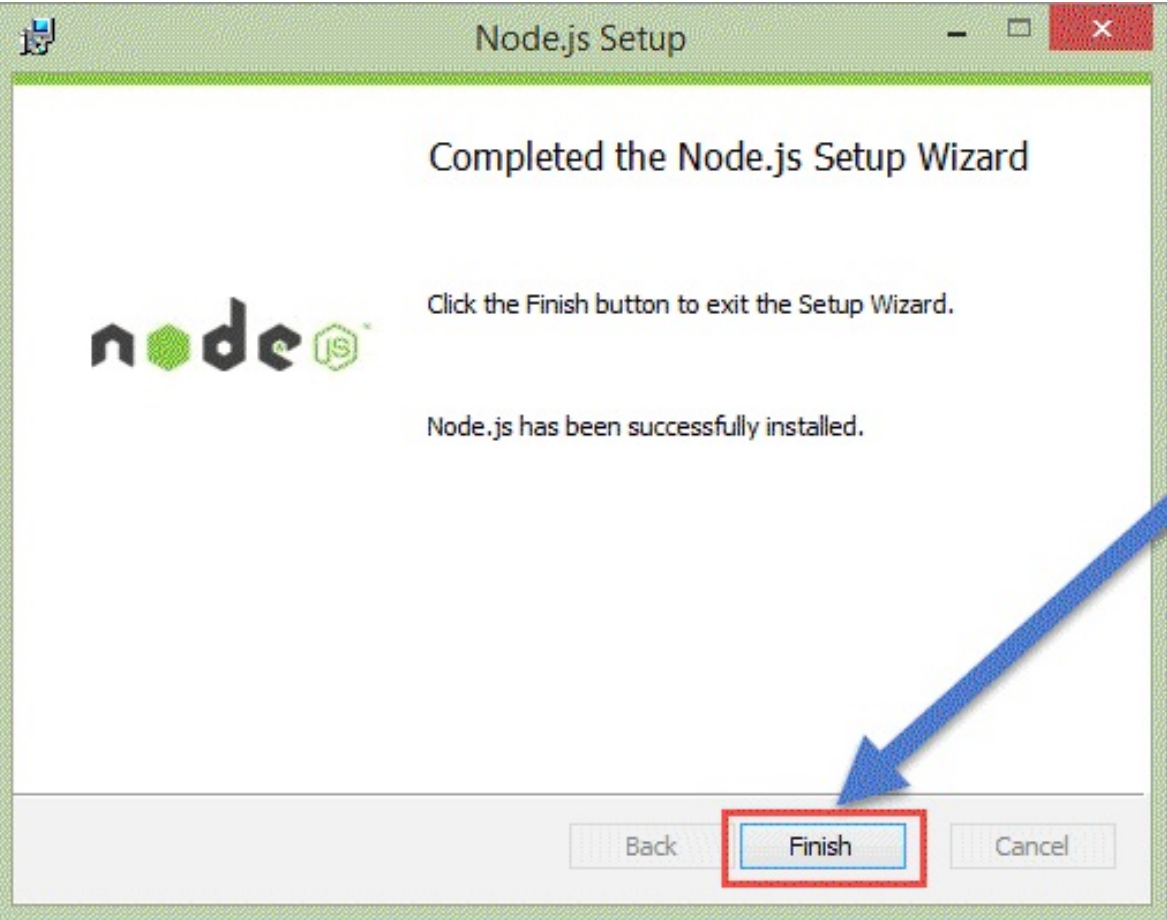 Node.js Setup
Completed the Node.js Setup Wizard
Click the Finish button to exit the Setup Wizard.
node JS™
Node.js has been successfully installed.
Back Finish Cancel